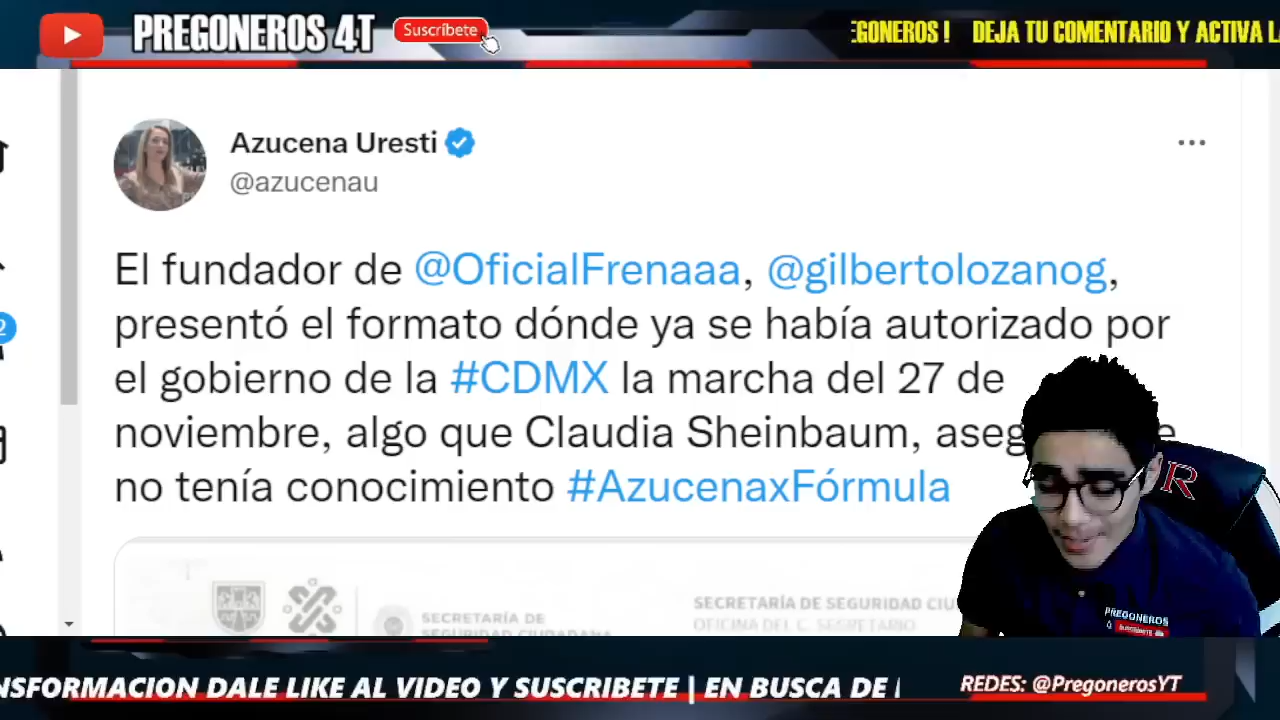 PREGONEROS 4T
Suscríbete
GONEROS ! DEJA TU COMENTARIO Y ACTIVA
Azucena Uresti
@azucenau
El fundador de @OficialFrenaaa, @gilbertolozanog,
presentó el formato dónde ya se había autorizado por
el gobierno de la #CDMX la marcha del 27 de
noviembre, algo que Claudia Sheinbaum,
no tenía conocimiento #AzucenaxFórmula
SECRETARÍA DE
SEGURIDAD CIUDADANA
SECRETARÍA DE SEGURIDAD
OFICINA DEL C. SECRETARIO
PREGONEROS
R
NSFORMACION DALE LIKE AL VIDEO Y SUSCRIBETE | EN BUSCA DE
REDES: @PregonerosYT